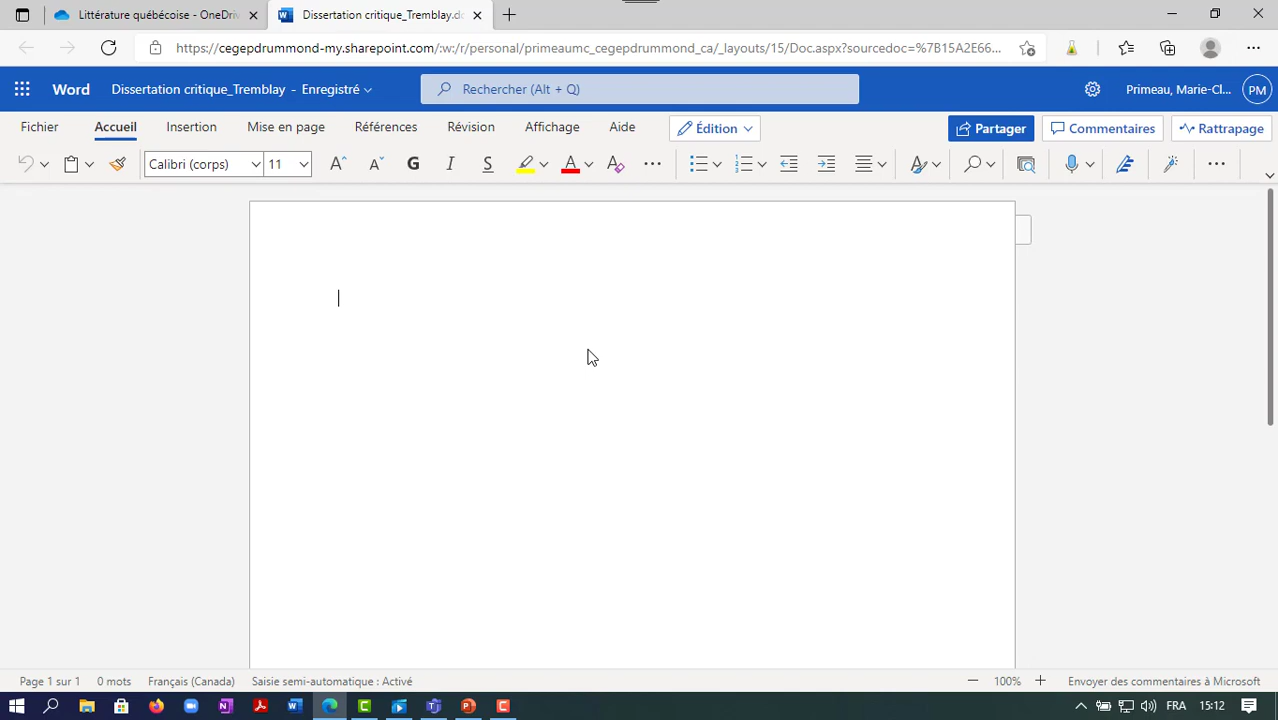 Littérature québécoise - OneDriv
Dissertation critique_Tremblay.do
https://cegepdrummond-my.sharepoint.com/:w:/r/personal/primeaumc_cegepdrummond_ca/_layouts/15/Doc.aspx?sourcedoc=%7B15A2E66...
Word Dissertation critique_Tremblay - Enregistré Rechercher (Alt + Q) Primeau, Marie-Cl... PM
Fichier Accueil Insertion Mise en page Références Révision Affichage Aide Édition Partager Commentaires Rattrapage
Calibri (corps) 11 A A G I S A A
Page 1 sur 1 0 mots Français (Canada) Saisie semi-automatique : Activé 100% Envoyer des commentaires à Microsoft
FRA 15:12